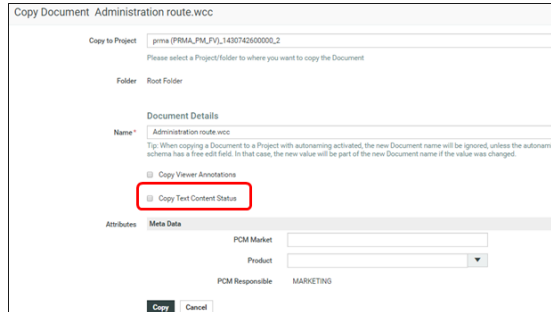 Copy Document Administration route.wcc
Copy to Project prma (PRMA_PM_FV)_1430742600000_2
Please select a Project/folder to where you want to copy the Document
Folder Root Folder
Document Details
Name* Administration route.wcc
Tip: When copying a Document to a Project with autonaming activated, the new Document name will be ignored, unless the autonam
schema has a free edit field. In that case, the new value will be part of the new Document name if the value was changed.
Copy Viewer Annotations
Copy Text Content Status
Attributes Meta Data
PCM Market
Product
PCM Responsible MARKETING
Copy Cancel